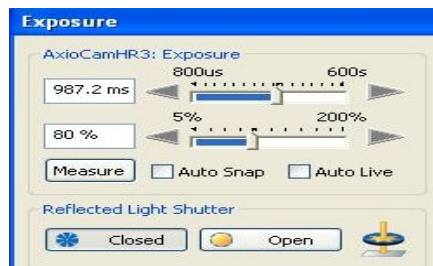 Exposure
AxioCamHR3: Exposure
800us 600s
987.2 ms
5% 200%
80 %
Measure Auto Snap Auto Live
Reflected Light Shutter
Closed Open